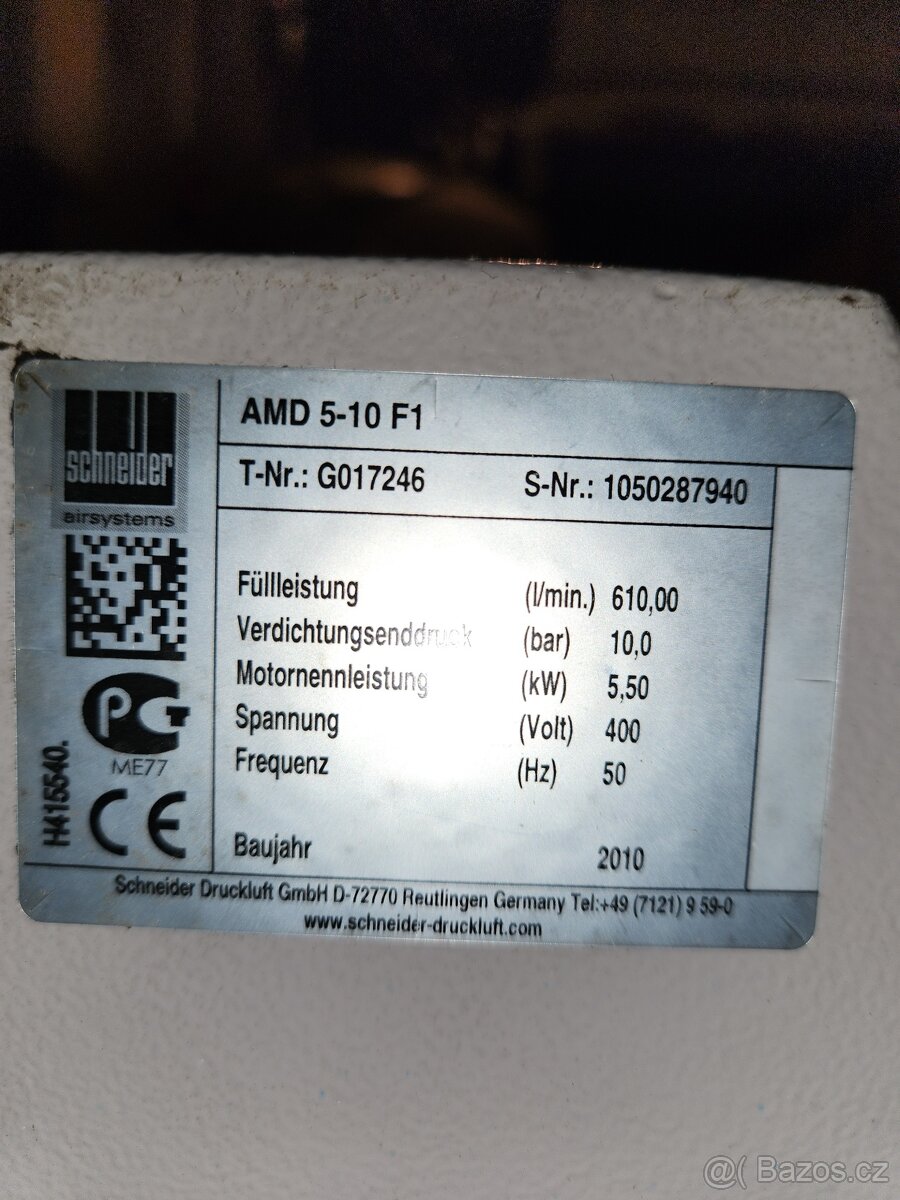 schneider
airsystems
AMD 5-10 F1
T-Nr.: G017246 S-Nr.: 1050287940
Füllleistung (l/min.) 610,00
Verdichtungsenddruck (bar) 10,0
Motornennleistung (kW) 5,50
Spannung (Volt) 400
Frequenz (Hz) 50
Baujahr 2010
PG
ME77
H415540.
CE
Schneider Druckluft GmbH D-72770 Reutlingen Germany Tel:+49 (7121) 9 59-0
www.schneider-druckluft.com
@( Bazos.cz